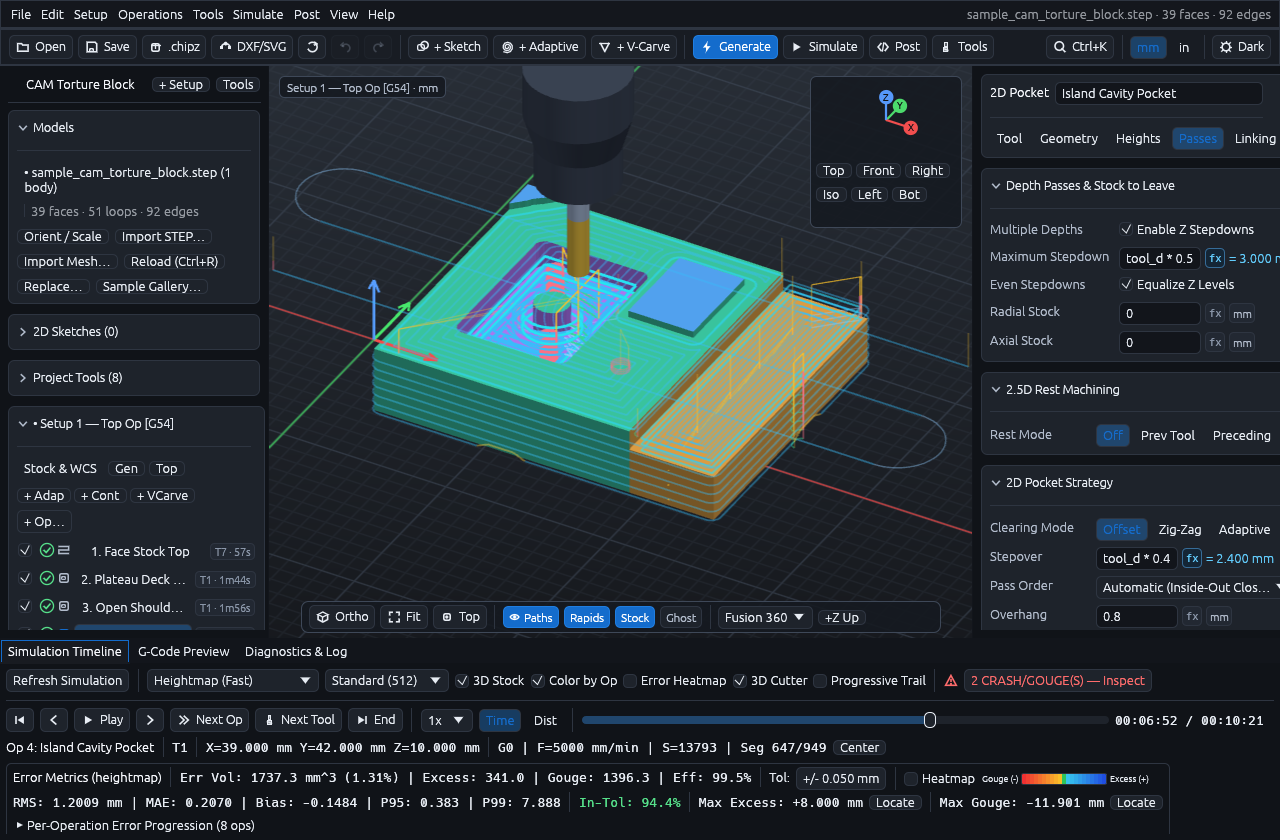 File Edit Setup Operations Tools Simulate Post View Help
sample_cam_torture_block.step · 39 faces · 92 edges
Open Save .chipz DXF/SVG + Sketch + Adaptive + V-Carve Generate Simulate Post Tools Ctrl+K mm in Dark
CAM Torture Block + Setup Tools
Models
• sample_cam_torture_block.step (1
body)
39 faces · 51 loops · 92 edges
Orient / Scale Import STEP…
Import Mesh… Reload (Ctrl+R)
Replace… Sample Gallery…
2D Sketches (0)
Project Tools (8)
• Setup 1 — Top Op [G54]
Stock & WCS Gen Top
+ Adap + Cont + VCarve
+ Op…
1. Face Stock Top T7 · 57s
2. Plateau Deck … T1 · 1m44s
3. Open Should… T1 · 1m56s
Setup 1 — Top Op [G54] · mm
Z
Y
X
Top Front Right
Iso Left Bot
Ortho Fit Top Paths Rapids Stock Ghost Fusion 360 +Z Up
2D Pocket Island Cavity Pocket
Tool Geometry Heights Passes Linking
Depth Passes & Stock to Leave
Multiple Depths Enable Z Stepdowns
Maximum Stepdown tool_d * 0.5 fx = 3.000 m
Even Stepdowns Equalize Z Levels
Radial Stock 0 fx mm
Axial Stock 0 fx mm
2.5D Rest Machining
Rest Mode Off Prev Tool Preceding
2D Pocket Strategy
Clearing Mode Offset Zig-Zag Adaptive
Stepover tool_d * 0.4 fx = 2.400 mm
Pass Order Automatic (Inside-Out Clos…
Overhang 0.8 fx mm
Simulation Timeline G-Code Preview Diagnostics & Log
Refresh Simulation Heightmap (Fast) Standard (512) 3D Stock Color by Op Error Heatmap 3D Cutter Progressive Trail 2 CRASH/GOUGE(S) — Inspect
Play Next Op Next Tool End 1x Time Dist 00:06:52 / 00:10:21
Op 4: Island Cavity Pocket T1 X=39.000 mm Y=42.000 mm Z=10.000 mm G0 | F=5000 mm/min | S=13793 | Seg 647/949 Center
Error Metrics (heightmap) Err Vol: 1737.3 mm^3 (1.31%) | Excess: 341.0 | Gouge: 1396.3 | Eff: 99.5% Tol: +/- 0.050 mm Heatmap Gouge (-) Excess (+)
RMS: 1.2009 mm | MAE: 0.2070 | Bias: -0.1484 | P95: 0.383 | P99: 7.888 In-Tol: 94.4% Max Excess: +8.000 mm Locate Max Gouge: -11.901 mm Locate
Per-Operation Error Progression (8 ops)